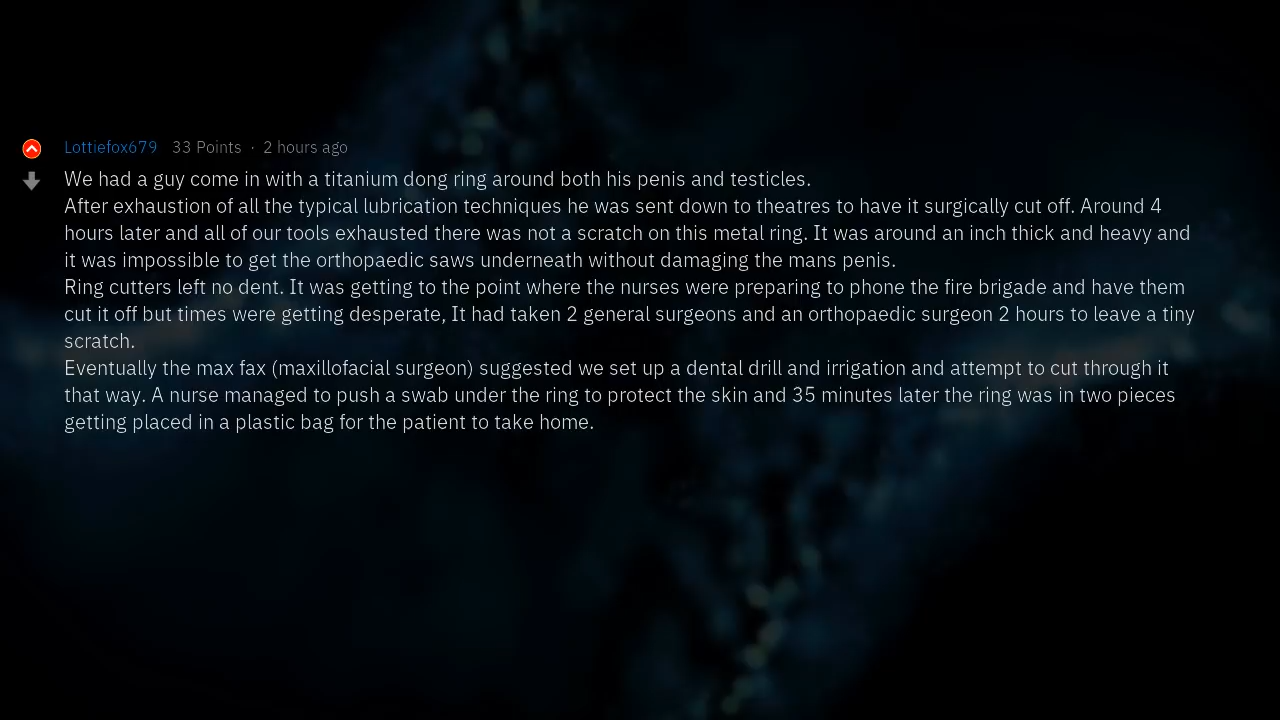 Lottiefox679 33 Points · 2 hours ago
We had a guy come in with a titanium dong ring around both his penis and testicles.
After exhaustion of all the typical lubrication techniques he was sent down to theatres to have it surgically cut off. Around 4
hours later and all of our tools exhausted there was not a scratch on this metal ring. It was around an inch thick and heavy and
it was impossible to get the orthopaedic saws underneath without damaging the mans penis.
Ring cutters left no dent. It was getting to the point where the nurses were preparing to phone the fire brigade and have them
cut it off but times were getting desperate, It had taken 2 general surgeons and an orthopaedic surgeon 2 hours to leave a tiny
scratch.
Eventually the max fax (maxillofacial surgeon) suggested we set up a dental drill and irrigation and attempt to cut through it
that way. A nurse managed to push a swab under the ring to protect the skin and 35 minutes later the ring was in two pieces
getting placed in a plastic bag for the patient to take home.